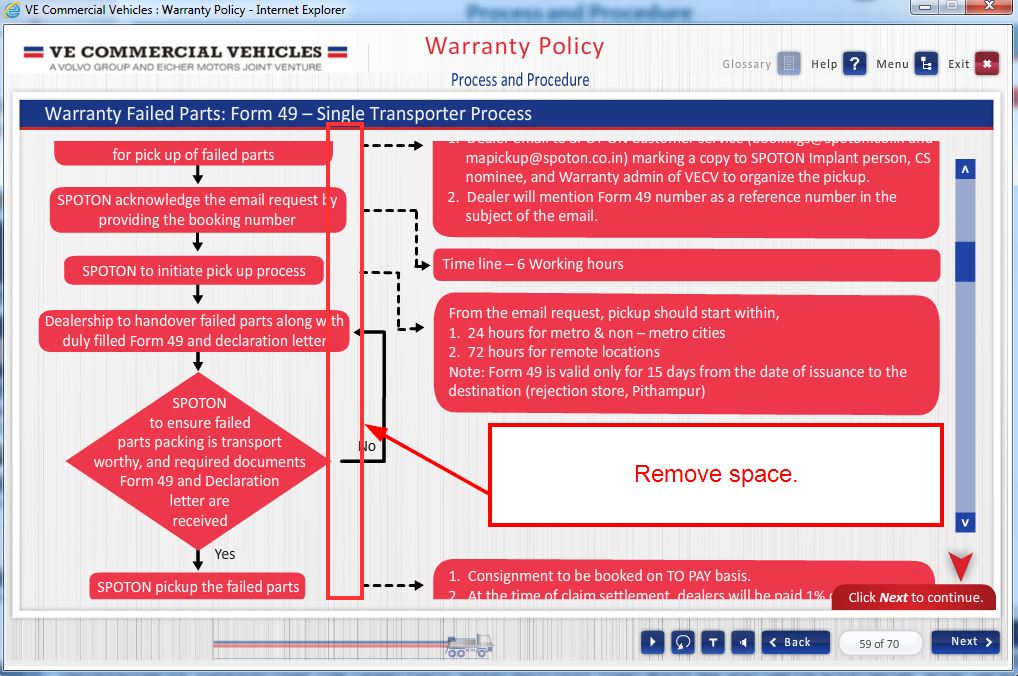 VE Commercial Vehicles : Warranty Policy - Internet Explorer
Process and Procedure
VE COMMERCIAL VEHICLES
A VOLVO GROUP AND EICHER MOTORS JOINT VENTURE
Warranty Policy
Process and Procedure
Glossary
Help ?
Menu
Exit
Warranty Failed Parts: Form 49 – Single Transporter Process
for pick up of failed parts
SPOTON acknowledge the email request by
providing the booking number
SPOTON to initiate pick up process
Dealership to handover failed parts along with
duly filled Form 49 and declaration letter
SPOTON
to ensure failed
parts packing is transport
worthy, and required documents
Form 49 and Declaration
letter are
received
No
Yes
SPOTON pickup the failed parts
1. Dealer email to SPOTON Customer service (bookings@spoton.co.in and
mapickup@spoton.co.in) marking a copy to SPOTON Implant person, CS
nominee, and Warranty admin of VECV to organize the pickup.
2. Dealer will mention Form 49 number as a reference number in the
subject of the email.
Time line – 6 Working hours
From the email request, pickup should start within,
1. 24 hours for metro & non – metro cities
2. 72 hours for remote locations
Note: Form 49 is valid only for 15 days from the date of issuance to the
destination (rejection store, Pithampur)
Remove space.
1. Consignment to be booked on TO PAY basis.
2. At the time of claim settlement, dealers will be paid 1%
Click Next to continue.
T
Back
59 of 70
Next